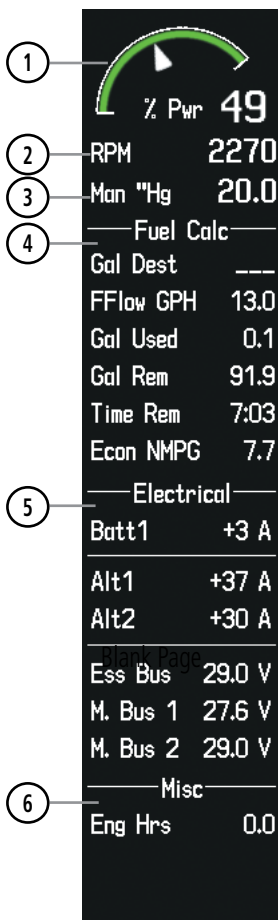 1
% Pwr 49
2 RPM 2270
3 Man "Hg 20.0
4 Fuel Calc
Gal Dest ___
FFlow GPH 13.0
Gal Used 0.1
Gal Rem 91.9
Time Rem 7:03
Econ NMPG 7.7
5 Electrical
Batt1 +3 A
Alt1 +37 A
Alt2 +30 A
Blank Page
Ess Bus 29.0 V
M. Bus 1 27.6 V
M. Bus 2 29.0 V
6 Misc
Eng Hrs 0.0